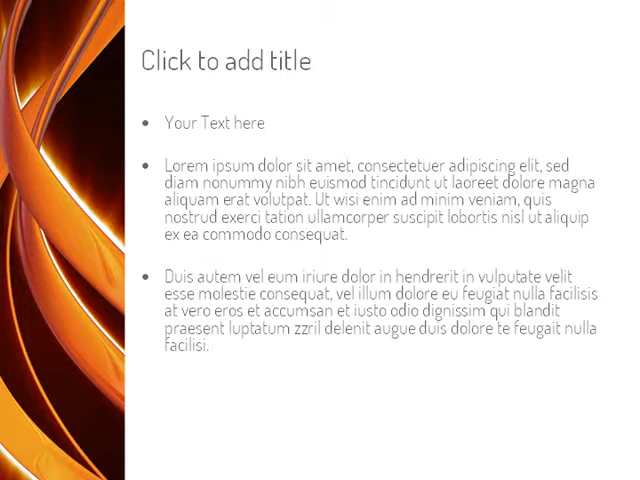 Click to add title
• Your Text here
• Lorem ipsum dolor sit amet, consectetuer adipiscing elit, sed
diam nonummy nibh euismod tincidunt ut laoreet dolore magna
aliquam erat volutpat. Ut wisi enim ad minim veniam, quis
nostrud exerci tation ullamcorper suscipit lobortis nisl ut aliquip
ex ea commodo consequat.
• Duis autem vel eum iriure dolor in hendrerit in vulputate velit
esse molestie consequat, vel illum dolore eu feugiat nulla facilisis
at vero eros et accumsan et iusto odio dignissim qui blandit
praesent luptatum zzril delenit augue duis dolore te feugait nulla
facilisi.